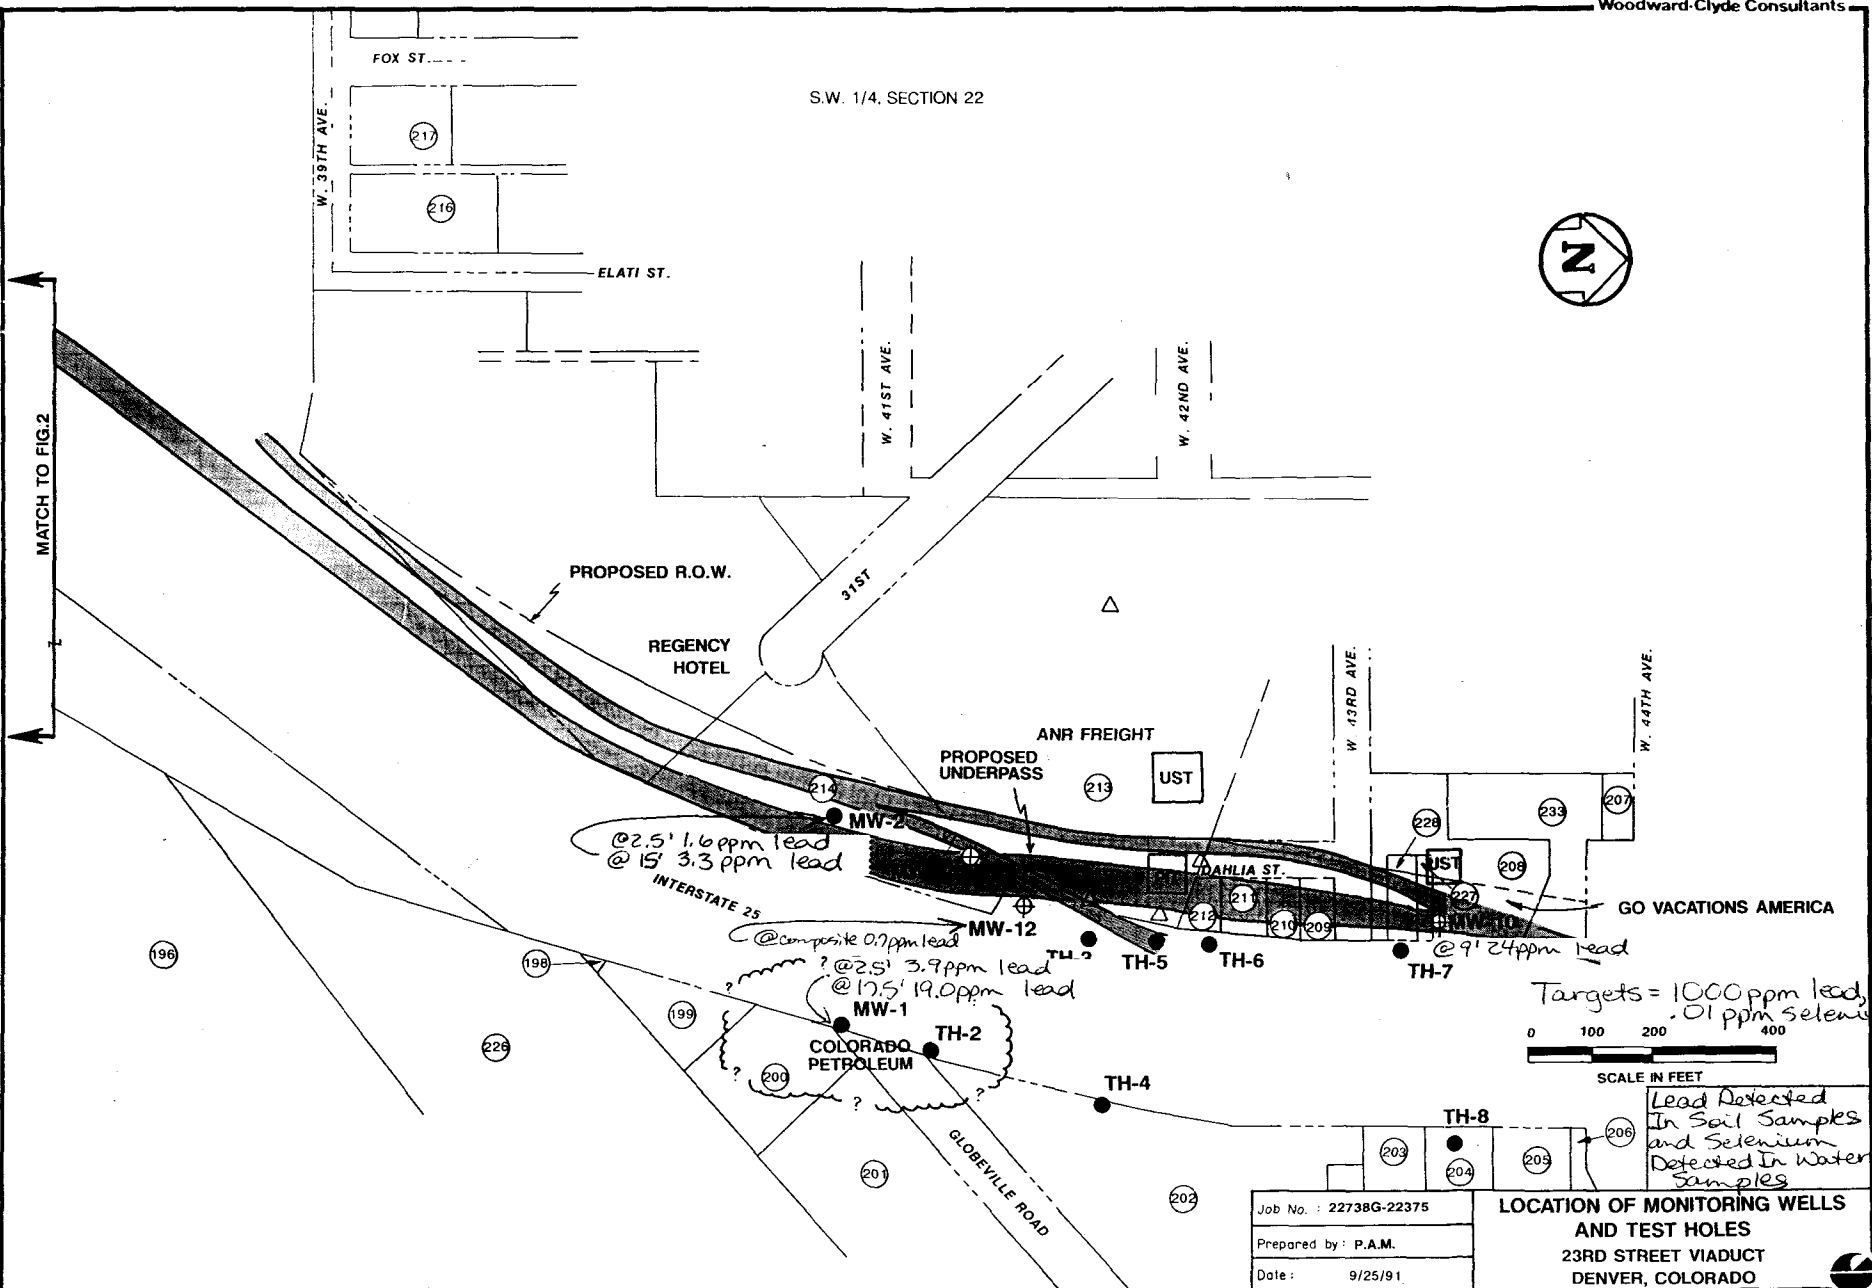 Woodward-Clyde Consultants
FOX ST.
S.W. 1/4, SECTION 22
W. 39TH AVE.
217
216
ELATI ST.
N
W. 41ST AVE.
W. 42ND AVE.
MATCH TO FIG.2
PROPOSED R.O.W.
31ST
REGENCY
HOTEL
W. 43RD AVE.
W. 44TH AVE.
ANR FREIGHT
PROPOSED
UNDERPASS
213
UST
214
MW-2
228
233
207
@2.5' 1.6ppm lead
@ 15' 3.3 ppm lead
UST
208
DAHLIA ST.
INTERSTATE 25
211
227
GO VACATIONS AMERICA
212
210
209
MW-10
MW-12
@composite 0.7ppm lead
TH-3
TH-5
TH-6
TH-7
@ 9' 24ppm lead
196
198
? @2.5' 3.9ppm lead
@ 17.5' 19.0ppm lead
?
Targets = 1000 ppm lead,
.01 ppm seleniu
MW-1
199
TH-2
226
COLORADO
PETROLEUM
0 100 200 400
SCALE IN FEET
200
?
?
?
TH-4
Lead Detected
In Soil Samples
and Selenium
Detected In Water
Samples
TH-8
206
203
204
205
GLOBEVILLE ROAD
201
202
Job No. : 22738G-22375
Prepared by : P.A.M.
Date : 9/25/91
LOCATION OF MONITORING WELLS
AND TEST HOLES
23RD STREET VIADUCT
DENVER, COLORADO